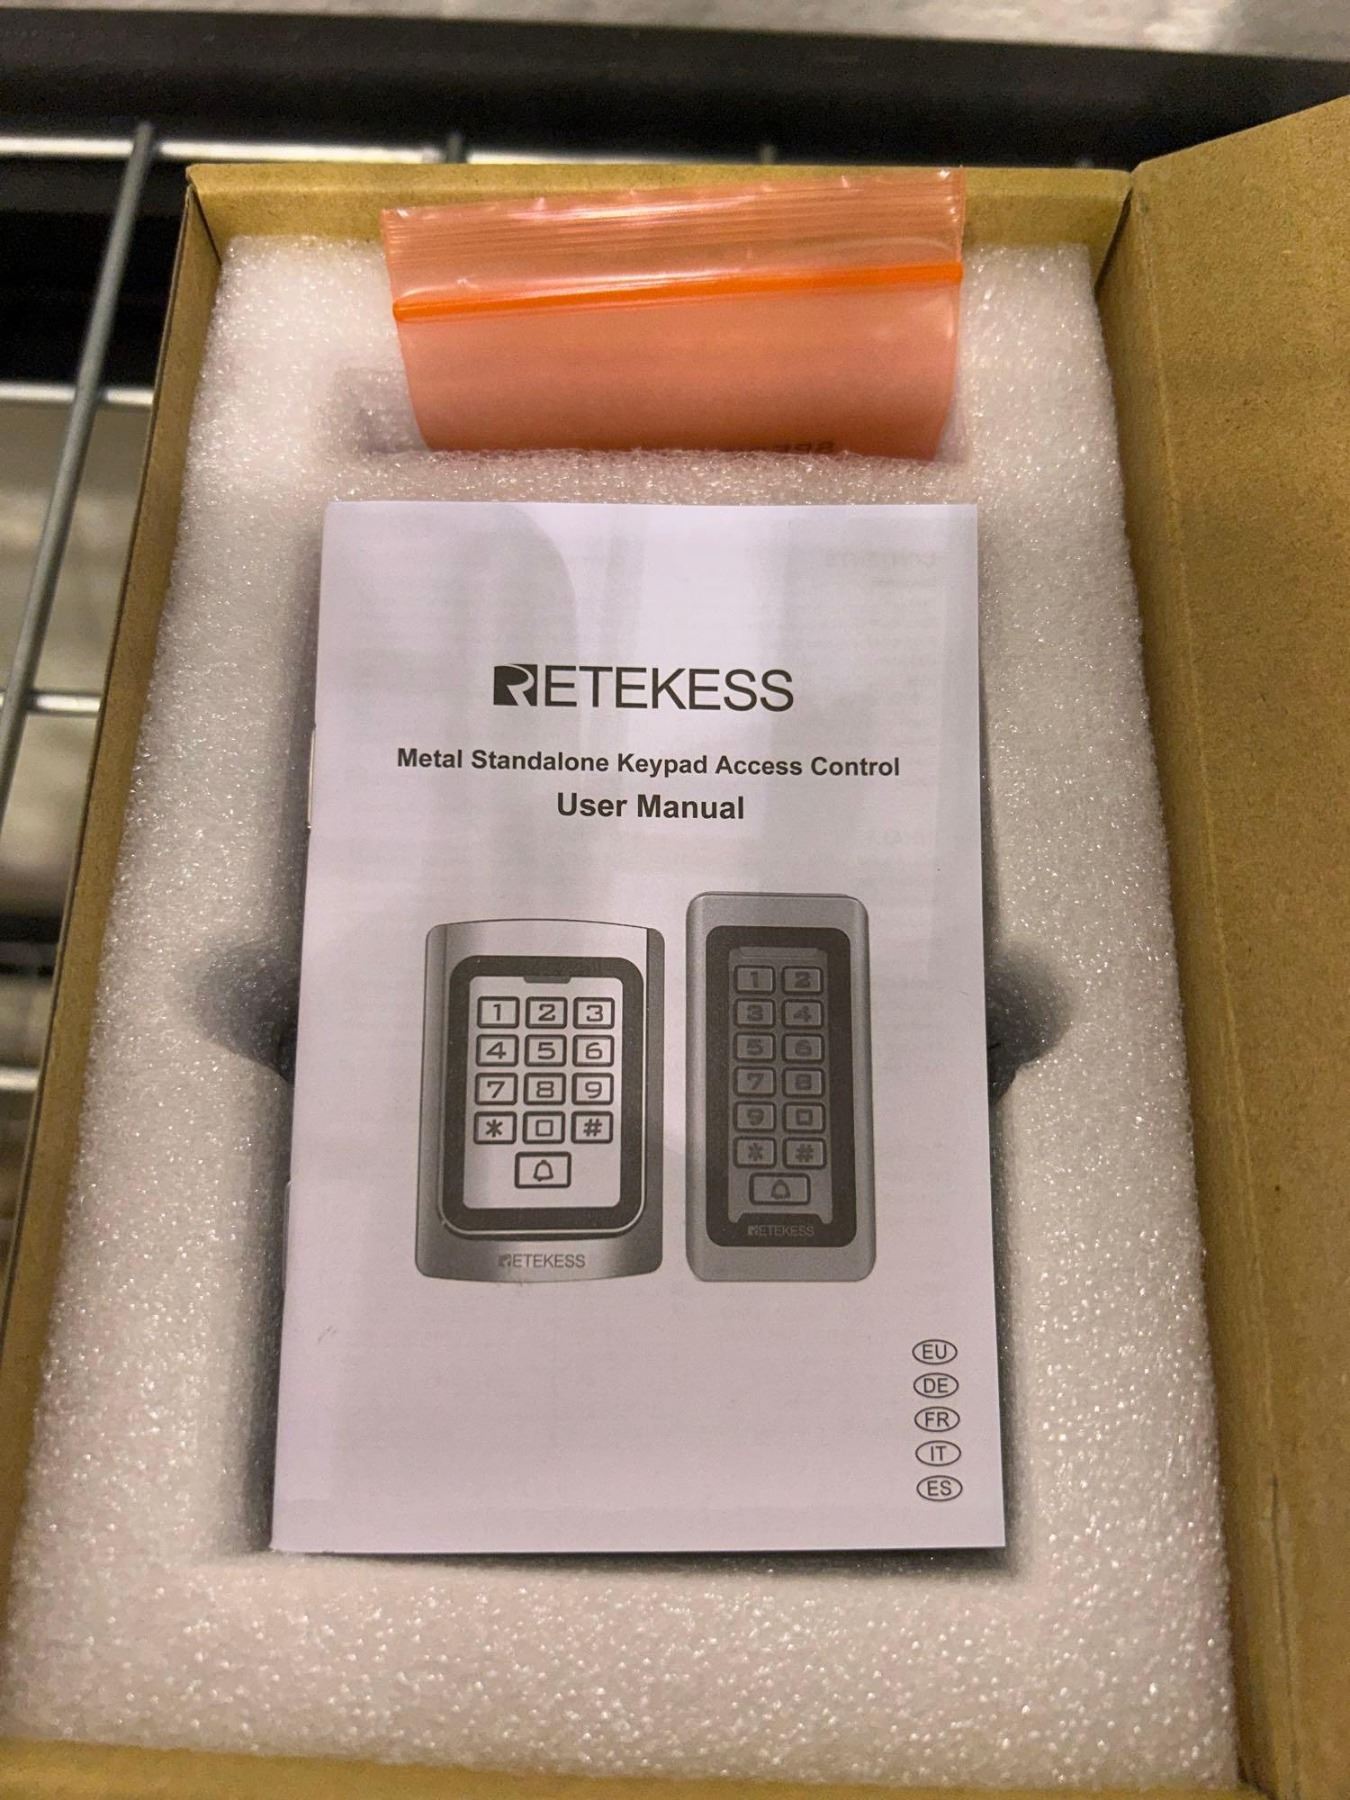 RETEKESS
Metal Standalone Keypad Access Control
User Manual
1 2 3
4 5 6
7 8 9
* 0 #
RETEKESS
1 2
3 4
5 6
7 8
9 0
* #
RETEKESS
EU
DE
FR
IT
ES